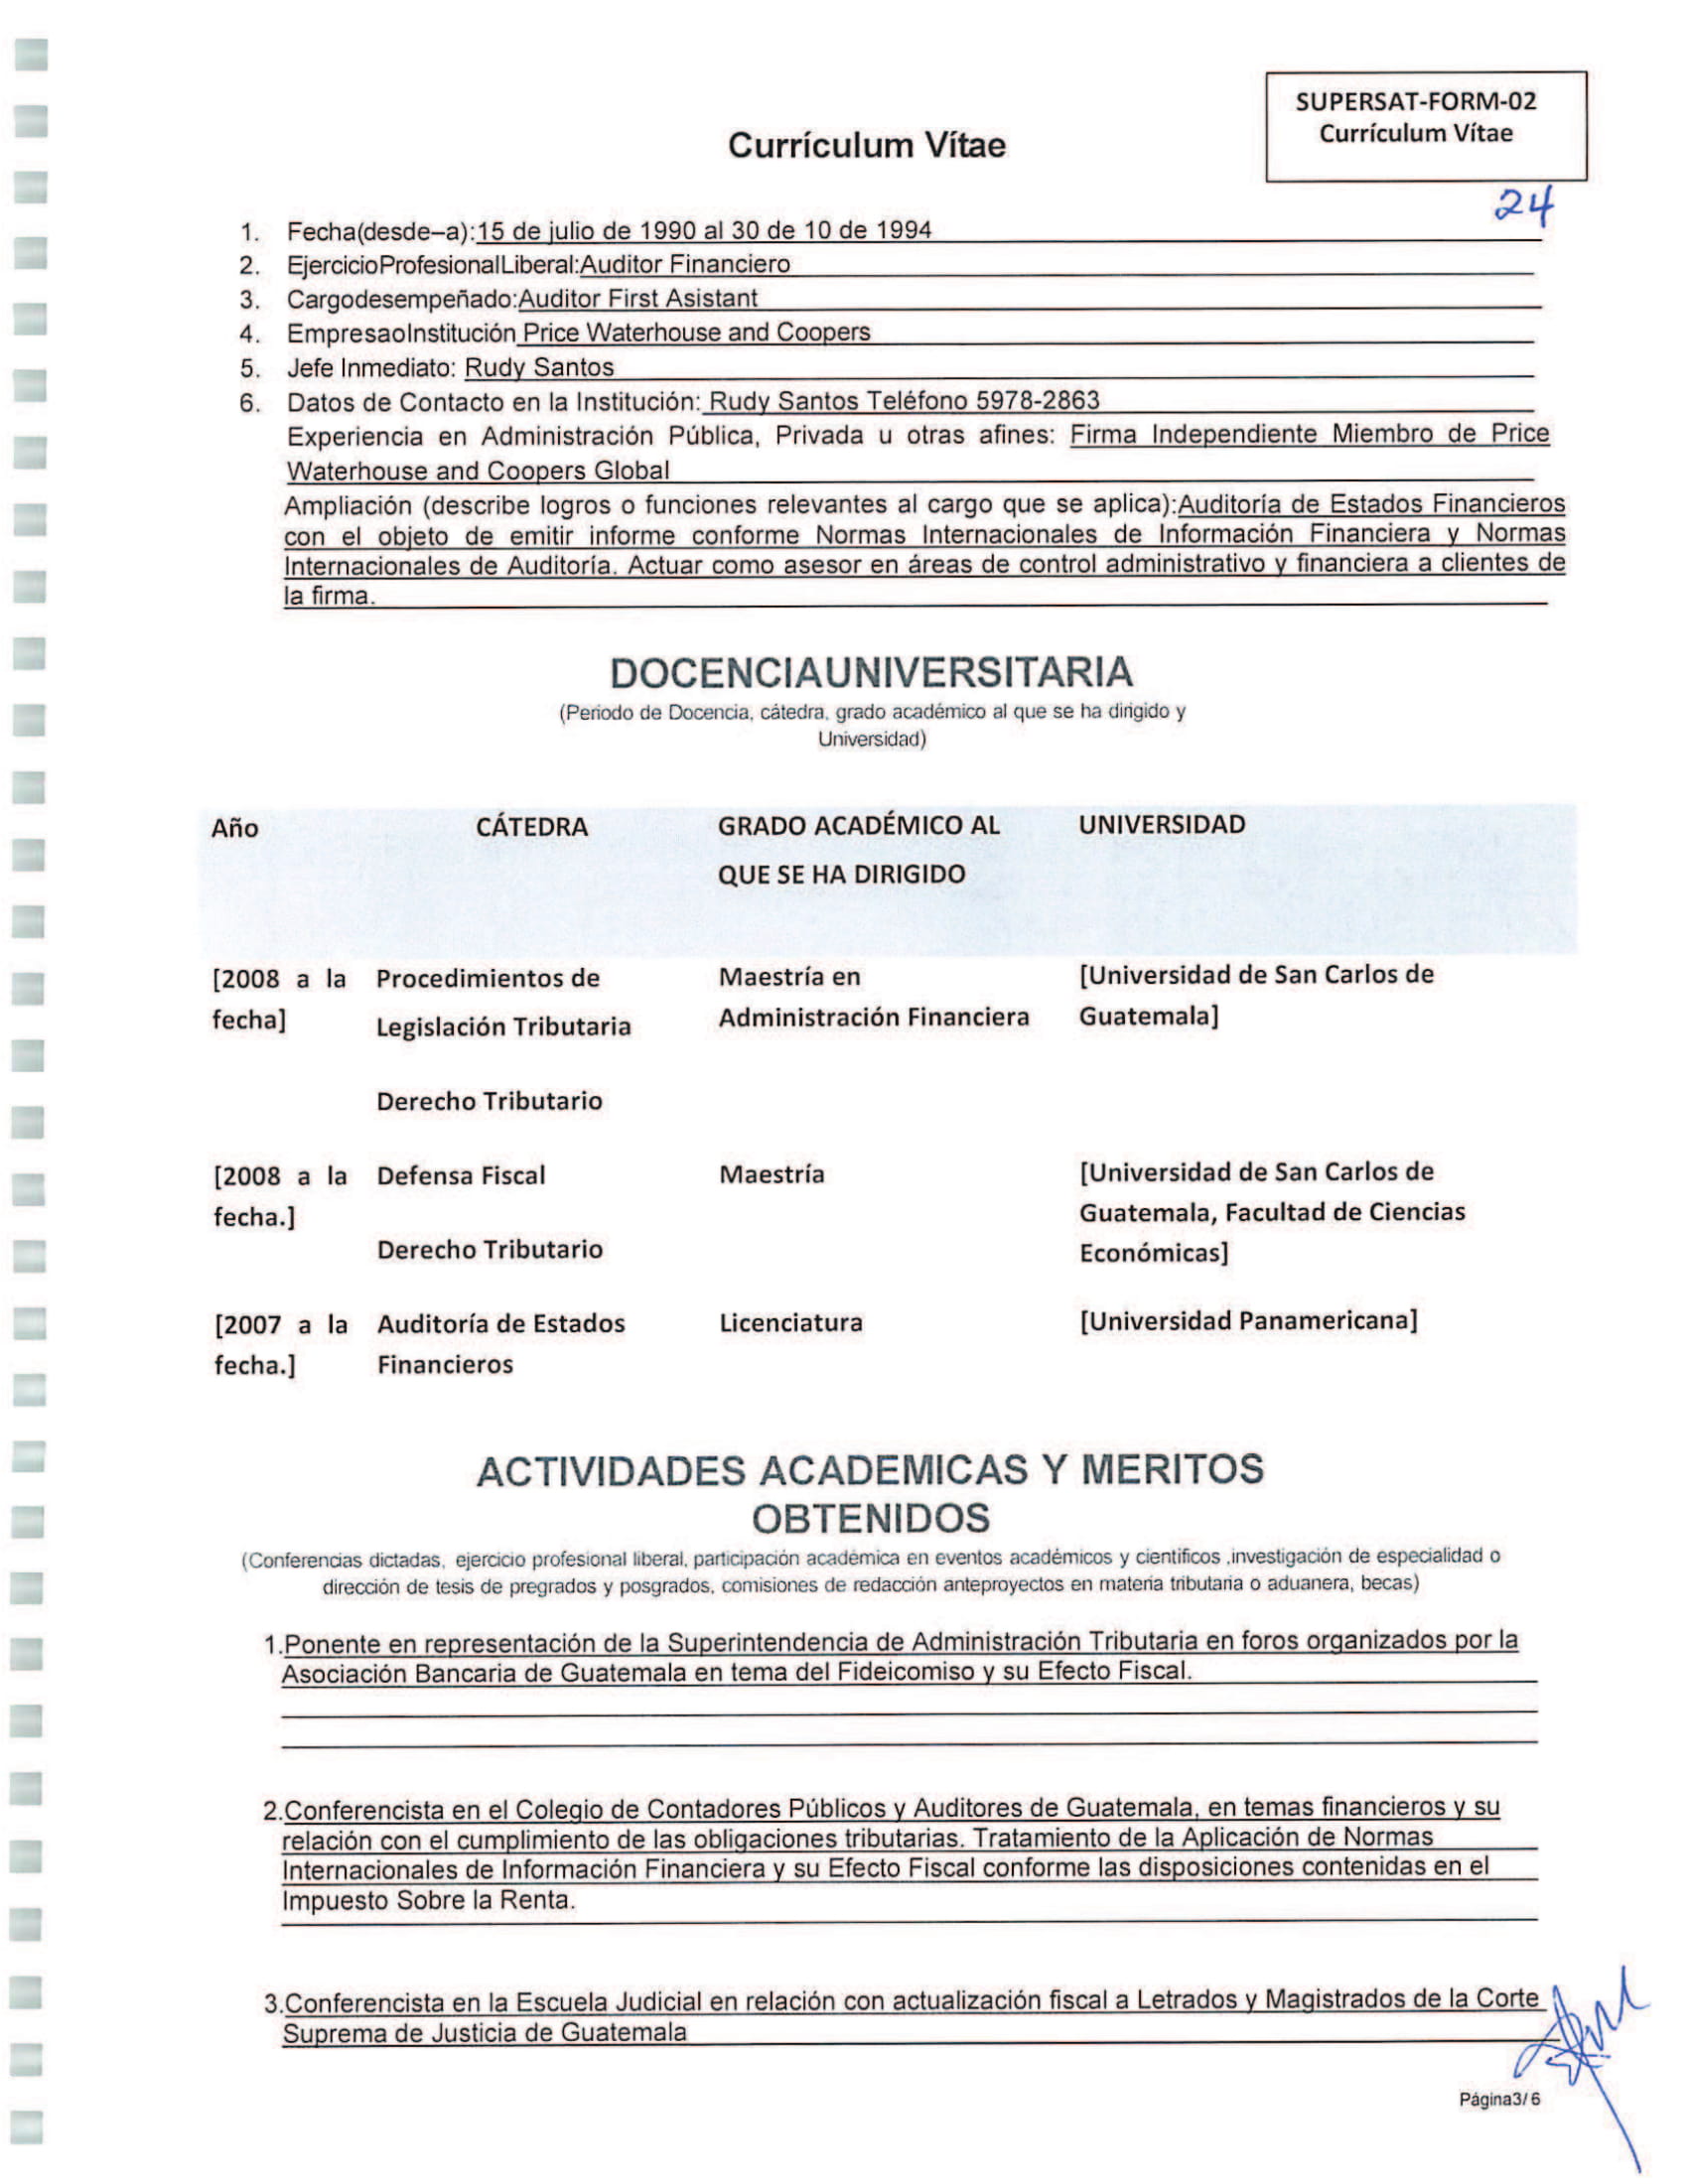 SUPERSAT-FORM-02
Currículum Vítae
Currículum Vítae
24
1. Fecha(desde–a):15 de julio de 1990 al 30 de 10 de 1994
2. EjercicioProfesionalLiberal:Auditor Financiero
3. Cargodesempeñado:Auditor First Asistant
4. EmpresaoInstitución Price Waterhouse and Coopers
5. Jefe Inmediato: Rudy Santos
6. Datos de Contacto en la Institución: Rudy Santos Teléfono 5978-2863
Experiencia en Administración Pública, Privada u otras afines: Firma Independiente Miembro de Price
Waterhouse and Coopers Global
Ampliación (describe logros o funciones relevantes al cargo que se aplica):Auditoría de Estados Financieros
con el objeto de emitir informe conforme Normas Internacionales de Información Financiera y Normas
Internacionales de Auditoría. Actuar como asesor en áreas de control administrativo y financiera a clientes de
la firma.
DOCENCIAUNIVERSITARIA
(Periodo de Docencia, cátedra, grado académico al que se ha dirigido y
Universidad)
Año CÁTEDRA GRADO ACADÉMICO AL UNIVERSIDAD
QUE SE HA DIRIGIDO
[2008 a la Procedimientos de Maestría en [Universidad de San Carlos de
fecha] Legislación Tributaria Administración Financiera Guatemala]
Derecho Tributario
[2008 a la Defensa Fiscal Maestría [Universidad de San Carlos de
fecha.] Guatemala, Facultad de Ciencias
Derecho Tributario Económicas]
[2007 a la Auditoría de Estados Licenciatura [Universidad Panamericana]
fecha.] Financieros
ACTIVIDADES ACADEMICAS Y MERITOS
OBTENIDOS
(Conferencias dictadas, ejercicio profesional liberal, participación académica en eventos académicos y cientificos ,investigación de especialidad o
dirección de tesis de pregrados y posgrados, comisiones de redacción anteproyectos en materia tributaria o aduanera, becas)
1.Ponente en representación de la Superintendencia de Administración Tributaria en foros organizados por la
Asociación Bancaria de Guatemala en tema del Fideicomiso y su Efecto Fiscal.
2.Conferencista en el Colegio de Contadores Públicos y Auditores de Guatemala, en temas financieros y su
relación con el cumplimiento de las obligaciones tributarias. Tratamiento de la Aplicación de Normas
Internacionales de Información Financiera y su Efecto Fiscal conforme las disposiciones contenidas en el
Impuesto Sobre la Renta.
3.Conferencista en la Escuela Judicial en relación con actualización fiscal a Letrados y Magistrados de la Corte
Suprema de Justicia de Guatemala
Página3/6